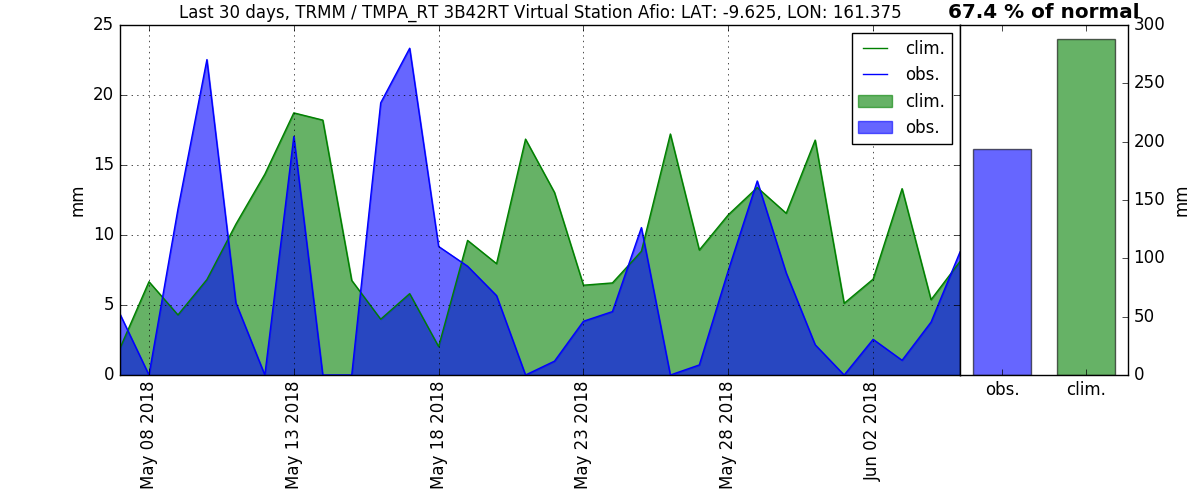 Last 30 days, TRMM / TMPA_RT 3B42RT Virtual Station Afio: LAT: -9.625, LON: 161.375
67.4 % of normal
25
20
15
10
5
0
mm
clim.
obs.
clim.
obs.
May 08 2018
May 13 2018
May 18 2018
May 23 2018
May 28 2018
Jun 02 2018
300
250
200
150
100
50
0
mm
obs.
clim.